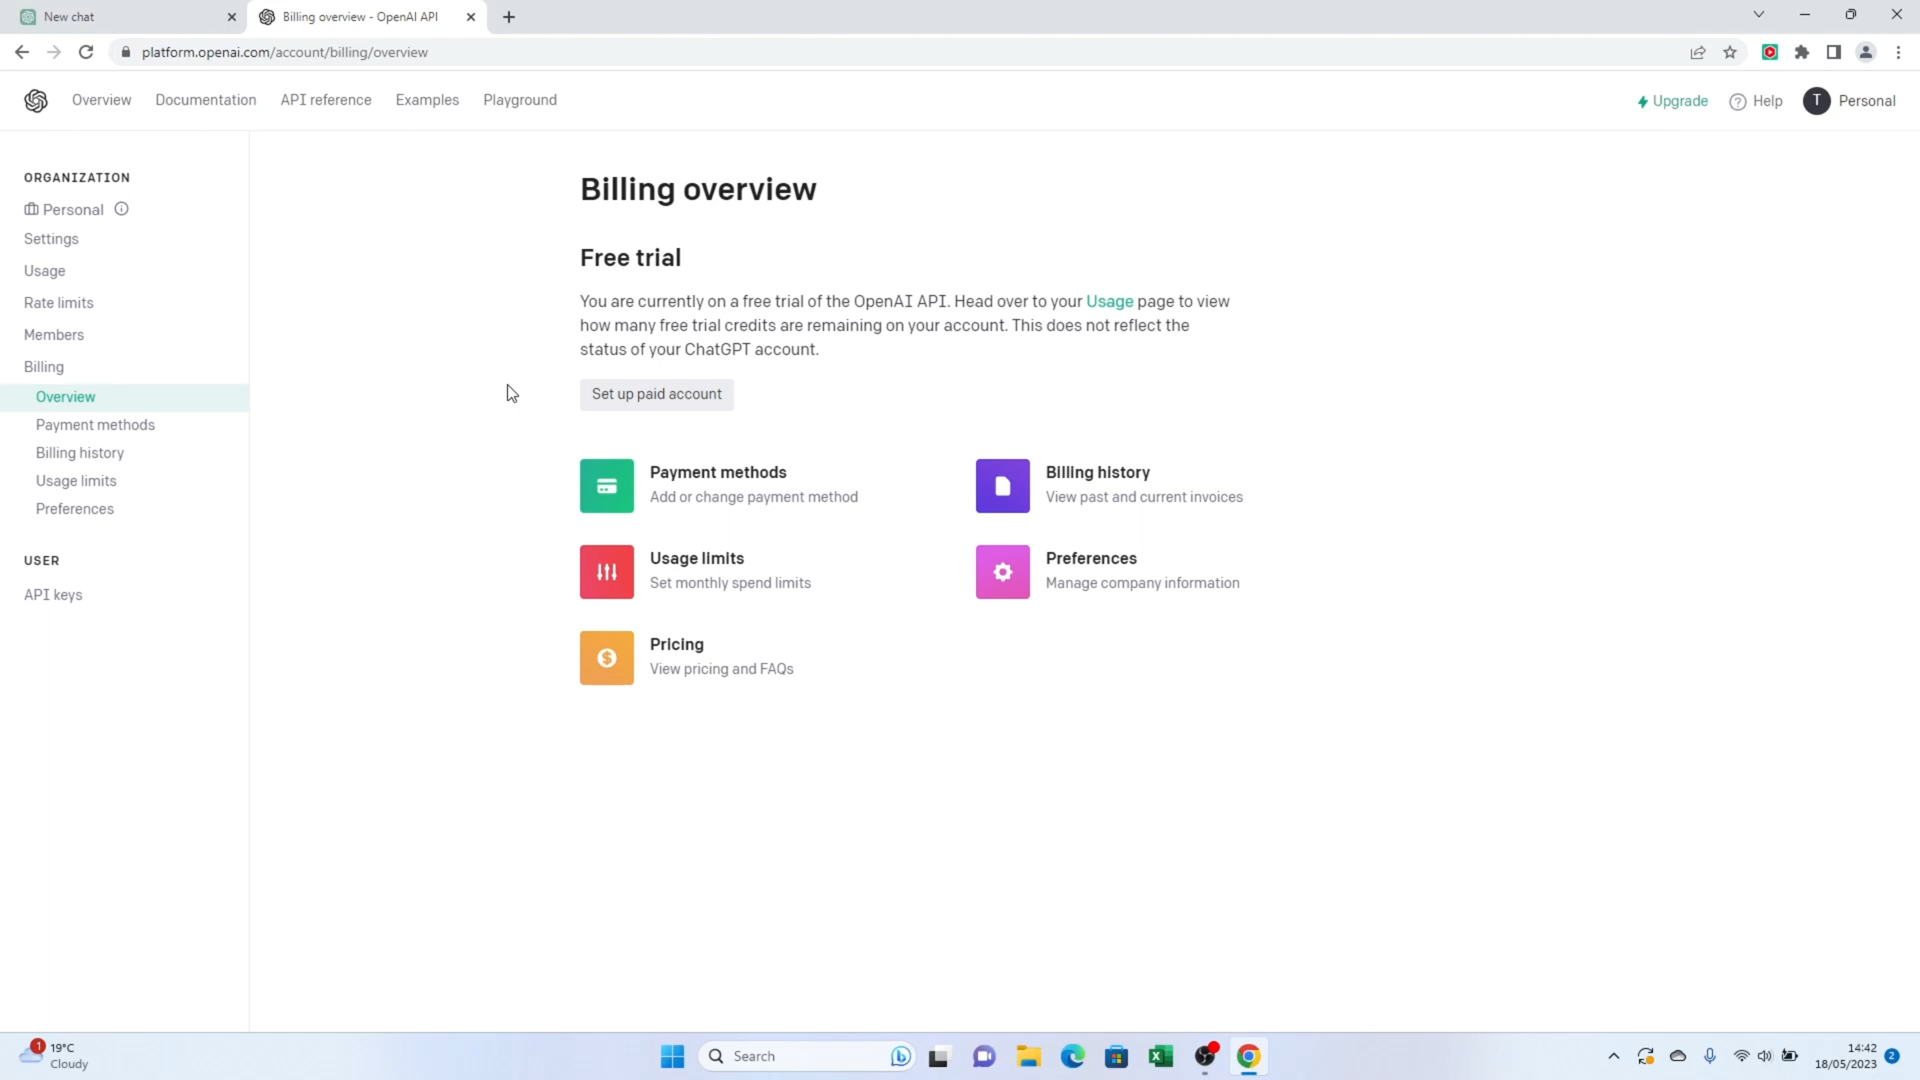 New chat
Billing overview - OpenAI API
platform.openai.com/account/billing/overview
Overview
Documentation
API reference
Examples
Playground
Upgrade
Help
T
Personal
ORGANIZATION
Personal
Settings
Usage
Rate limits
Members
Billing
Overview
Payment methods
Billing history
Usage limits
Preferences
USER
API keys
Billing overview
Free trial
You are currently on a free trial of the OpenAI API. Head over to your Usage page to view
how many free trial credits are remaining on your account. This does not reflect the
status of your ChatGPT account.
Set up paid account
Payment methods
Add or change payment method
Billing history
View past and current invoices
Usage limits
Set monthly spend limits
Preferences
Manage company information
Pricing
View pricing and FAQs
1
19°C
Cloudy
Search
14:42
18/05/2023
2